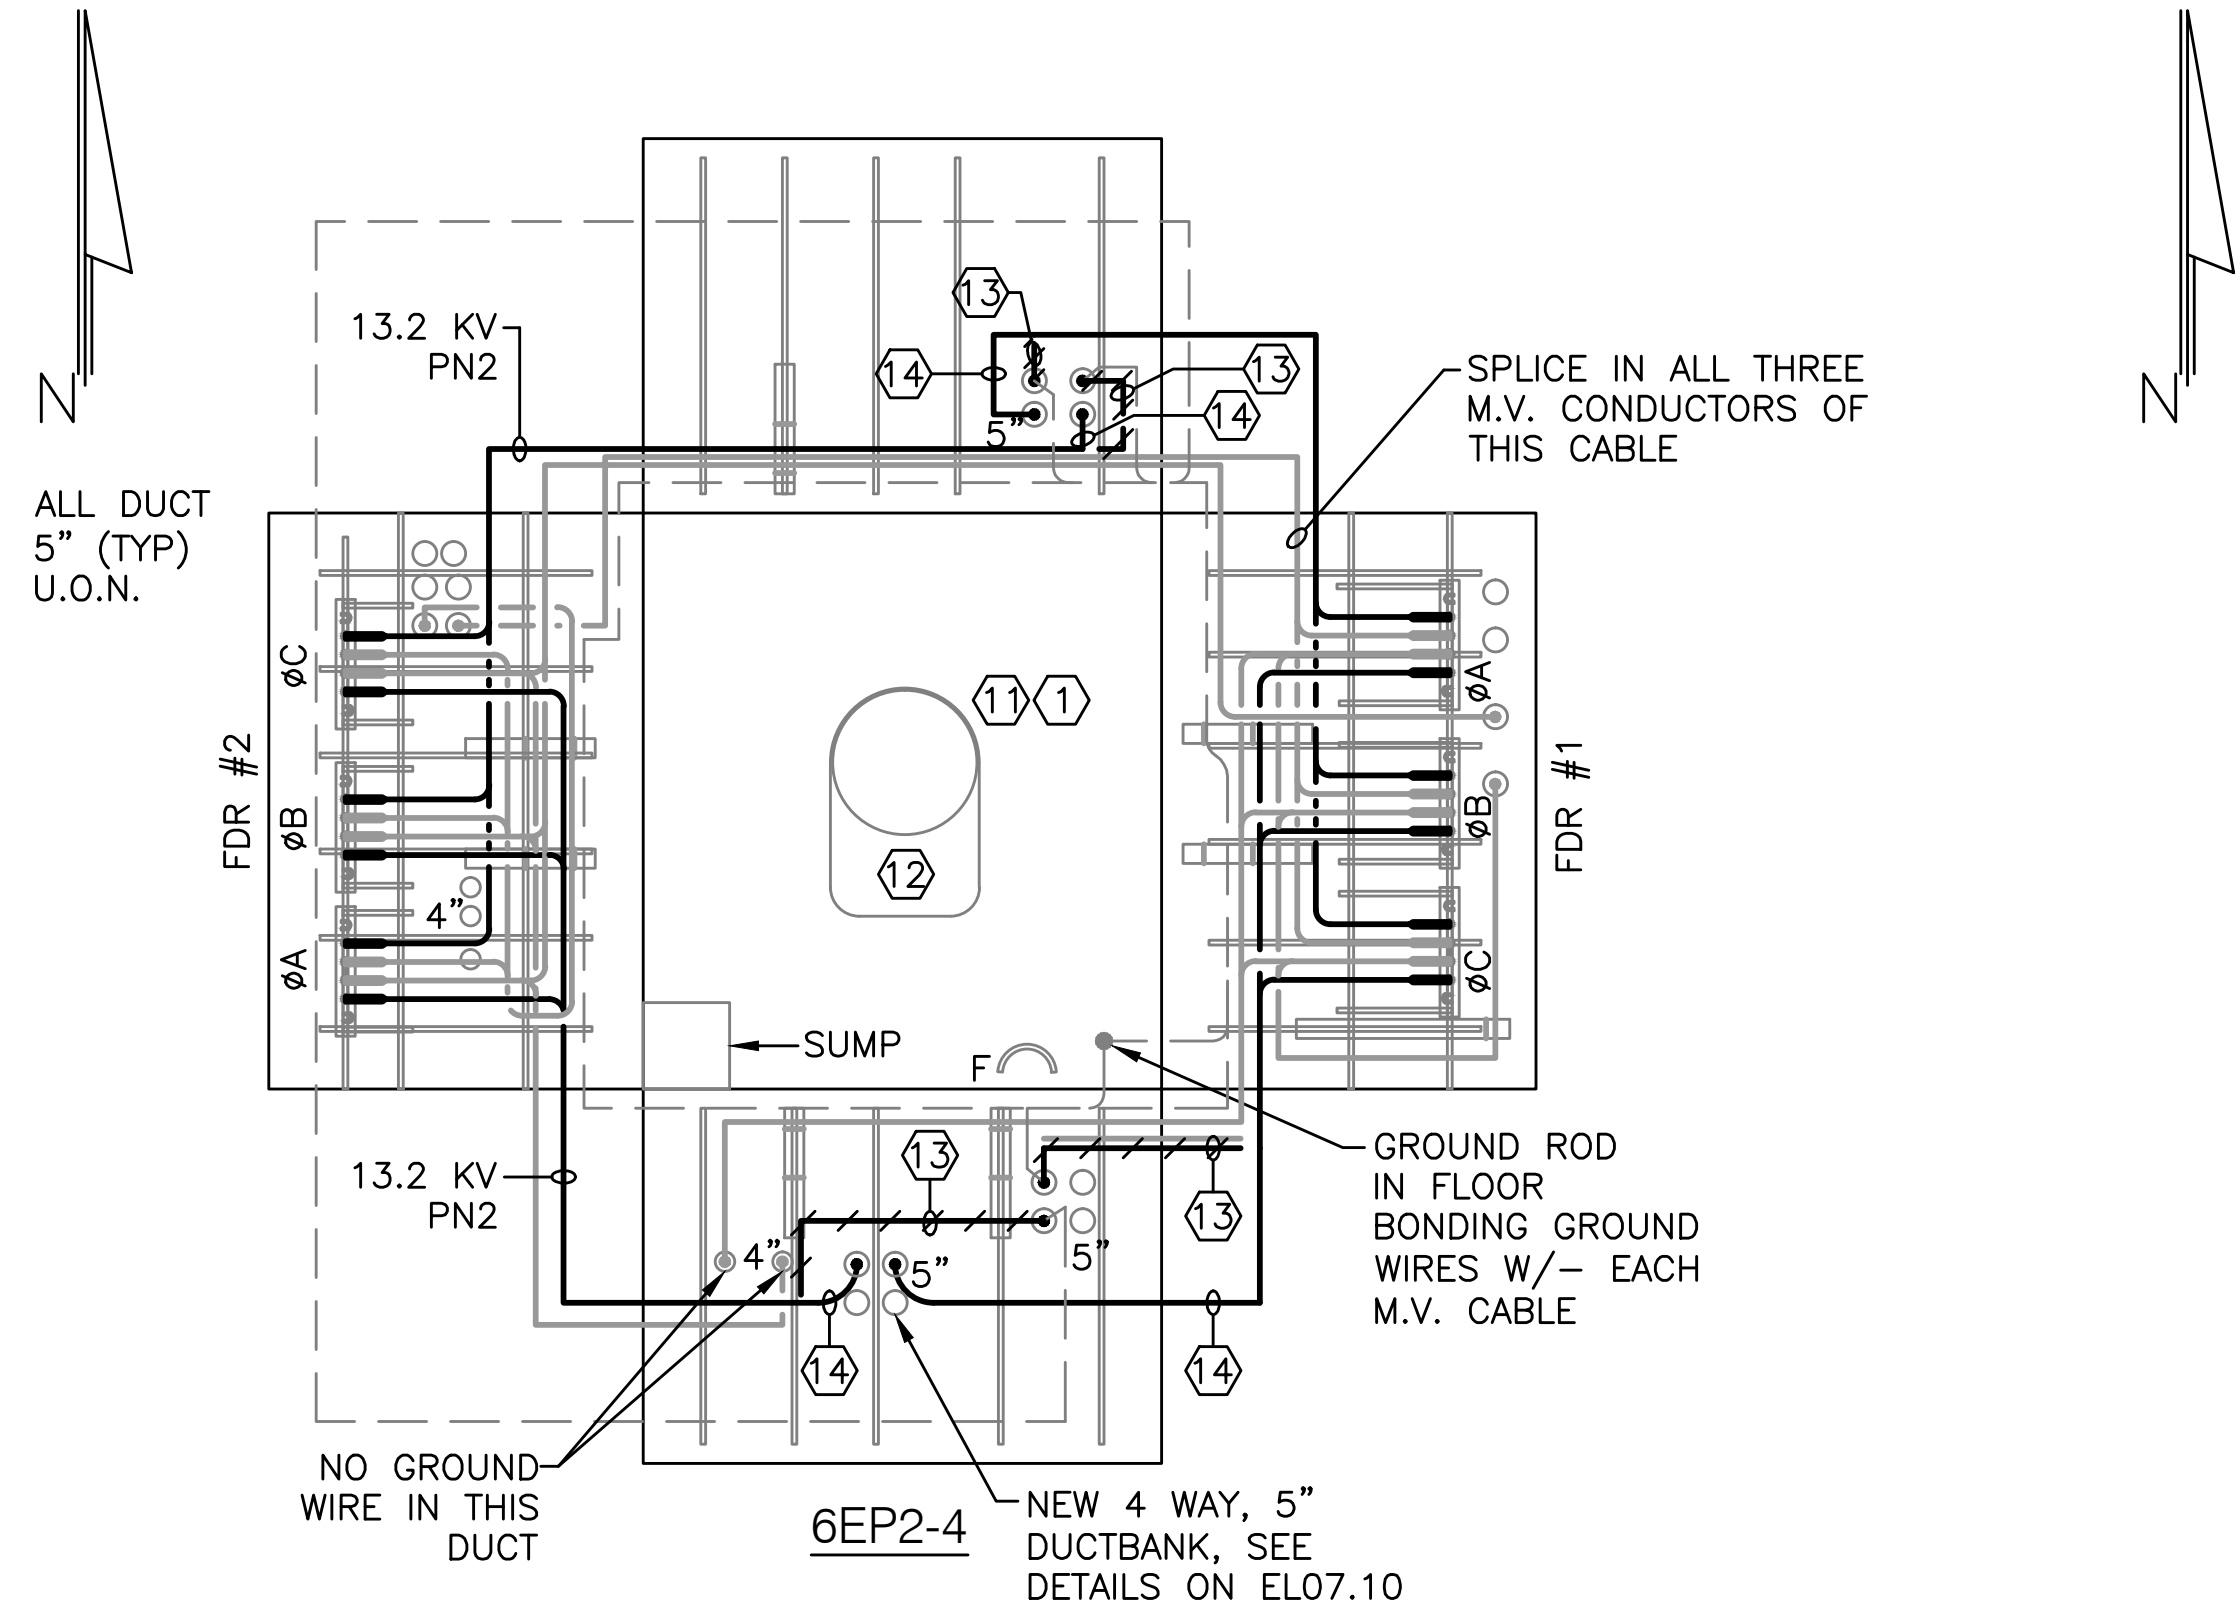 13
13.2 KV
PN2
14
13
14
5"
SPLICE IN ALL THREE
M.V. CONDUCTORS OF
THIS CABLE
N
N
ALL DUCT
5" (TYP)
U.O.N.
øC
øA
11
1
FDR #2
FDR #1
øB
øB
12
4"
øA
øC
SUMP
F
13.2 KV
PN2
13
13
GROUND ROD
IN FLOOR
BONDING GROUND
WIRES W/- EACH
M.V. CABLE
4"
5"
5"
14
14
NO GROUND
WIRE IN THIS
DUCT
6EP2-4
NEW 4 WAY, 5"
DUCTBANK, SEE
DETAILS ON EL07.10